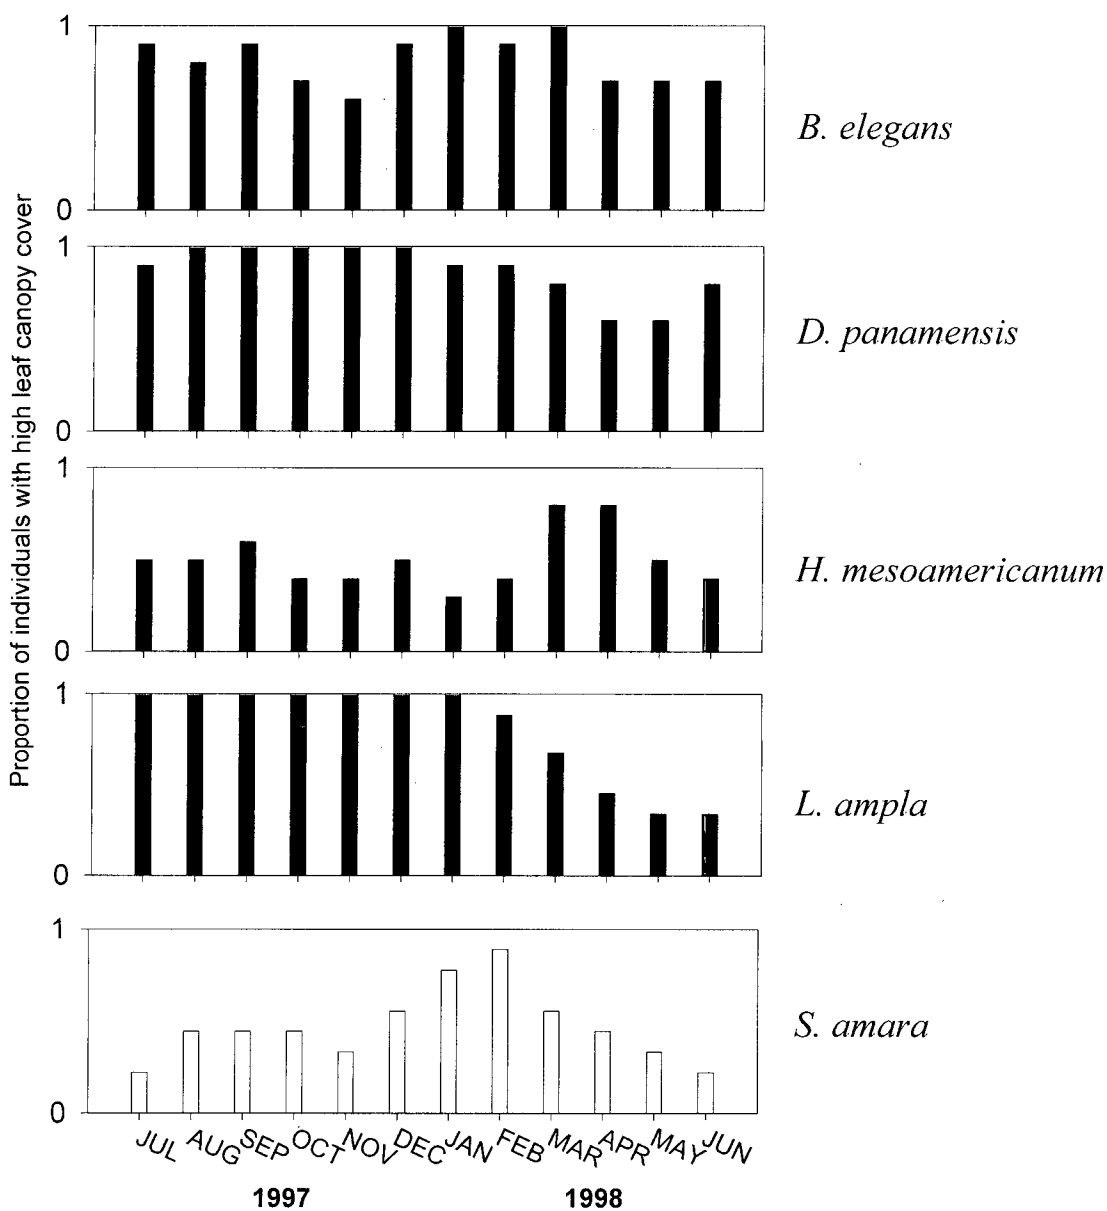 Proportion of individuals with high leaf canopy cover
1
0
B. elegans
1
0
D. panamensis
1
0
H. mesoamericanum
1
0
L. ampla
1
0
S. amara
JUL AUG SEP OCT NOV DEC JAN FEB MAR APR MAY JUN
1997 1998